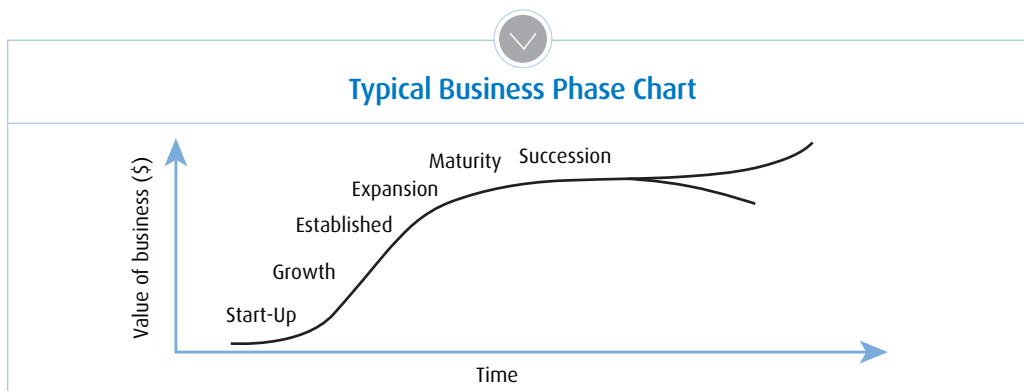 Typical Business Phase Chart
Value of business ($)
Maturity
Succession
Expansion
Established
Growth
Start-Up
Time